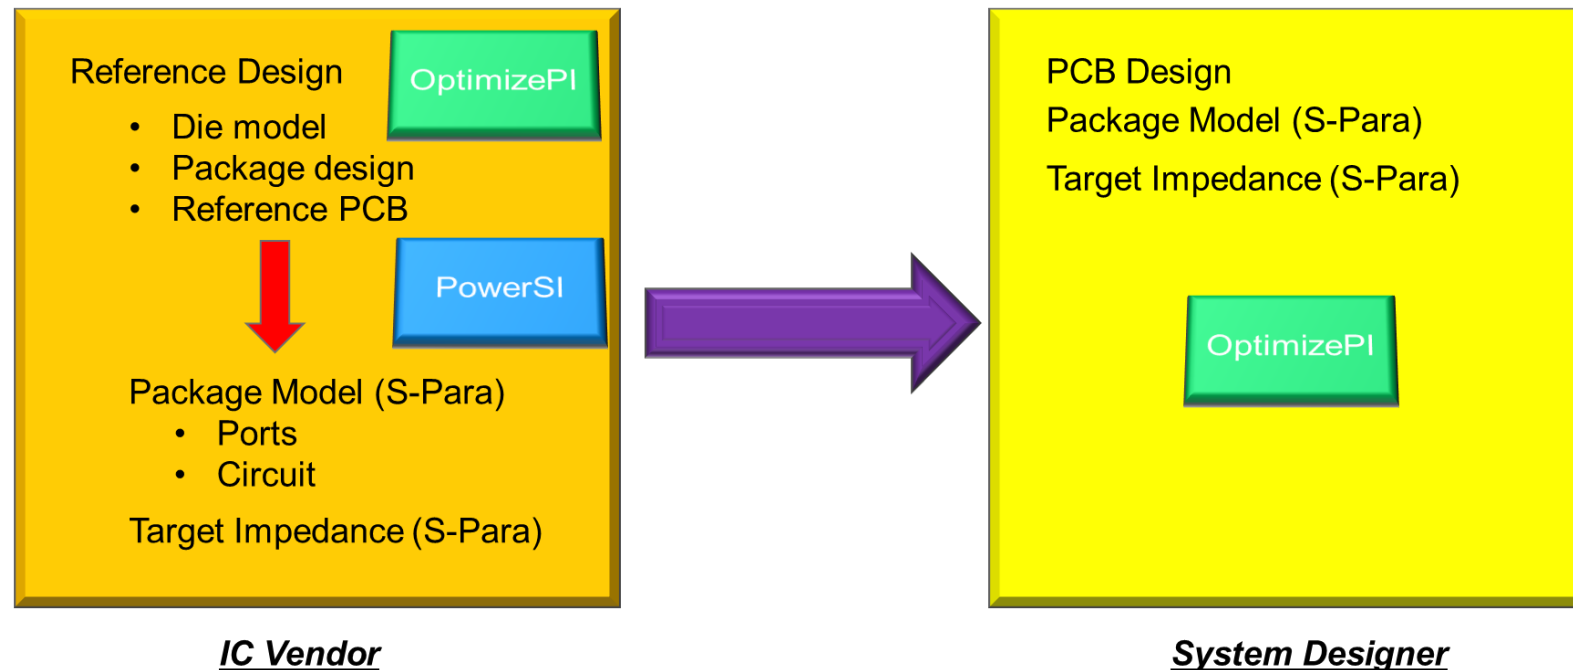 Reference Design
OptimizePI
• Die model
• Package design
• Reference PCB
PowerSI
Package Model (S-Para)
• Ports
• Circuit
Target Impedance (S-Para)
IC Vendor
PCB Design
Package Model (S-Para)
Target Impedance (S-Para)
OptimizePI
System Designer